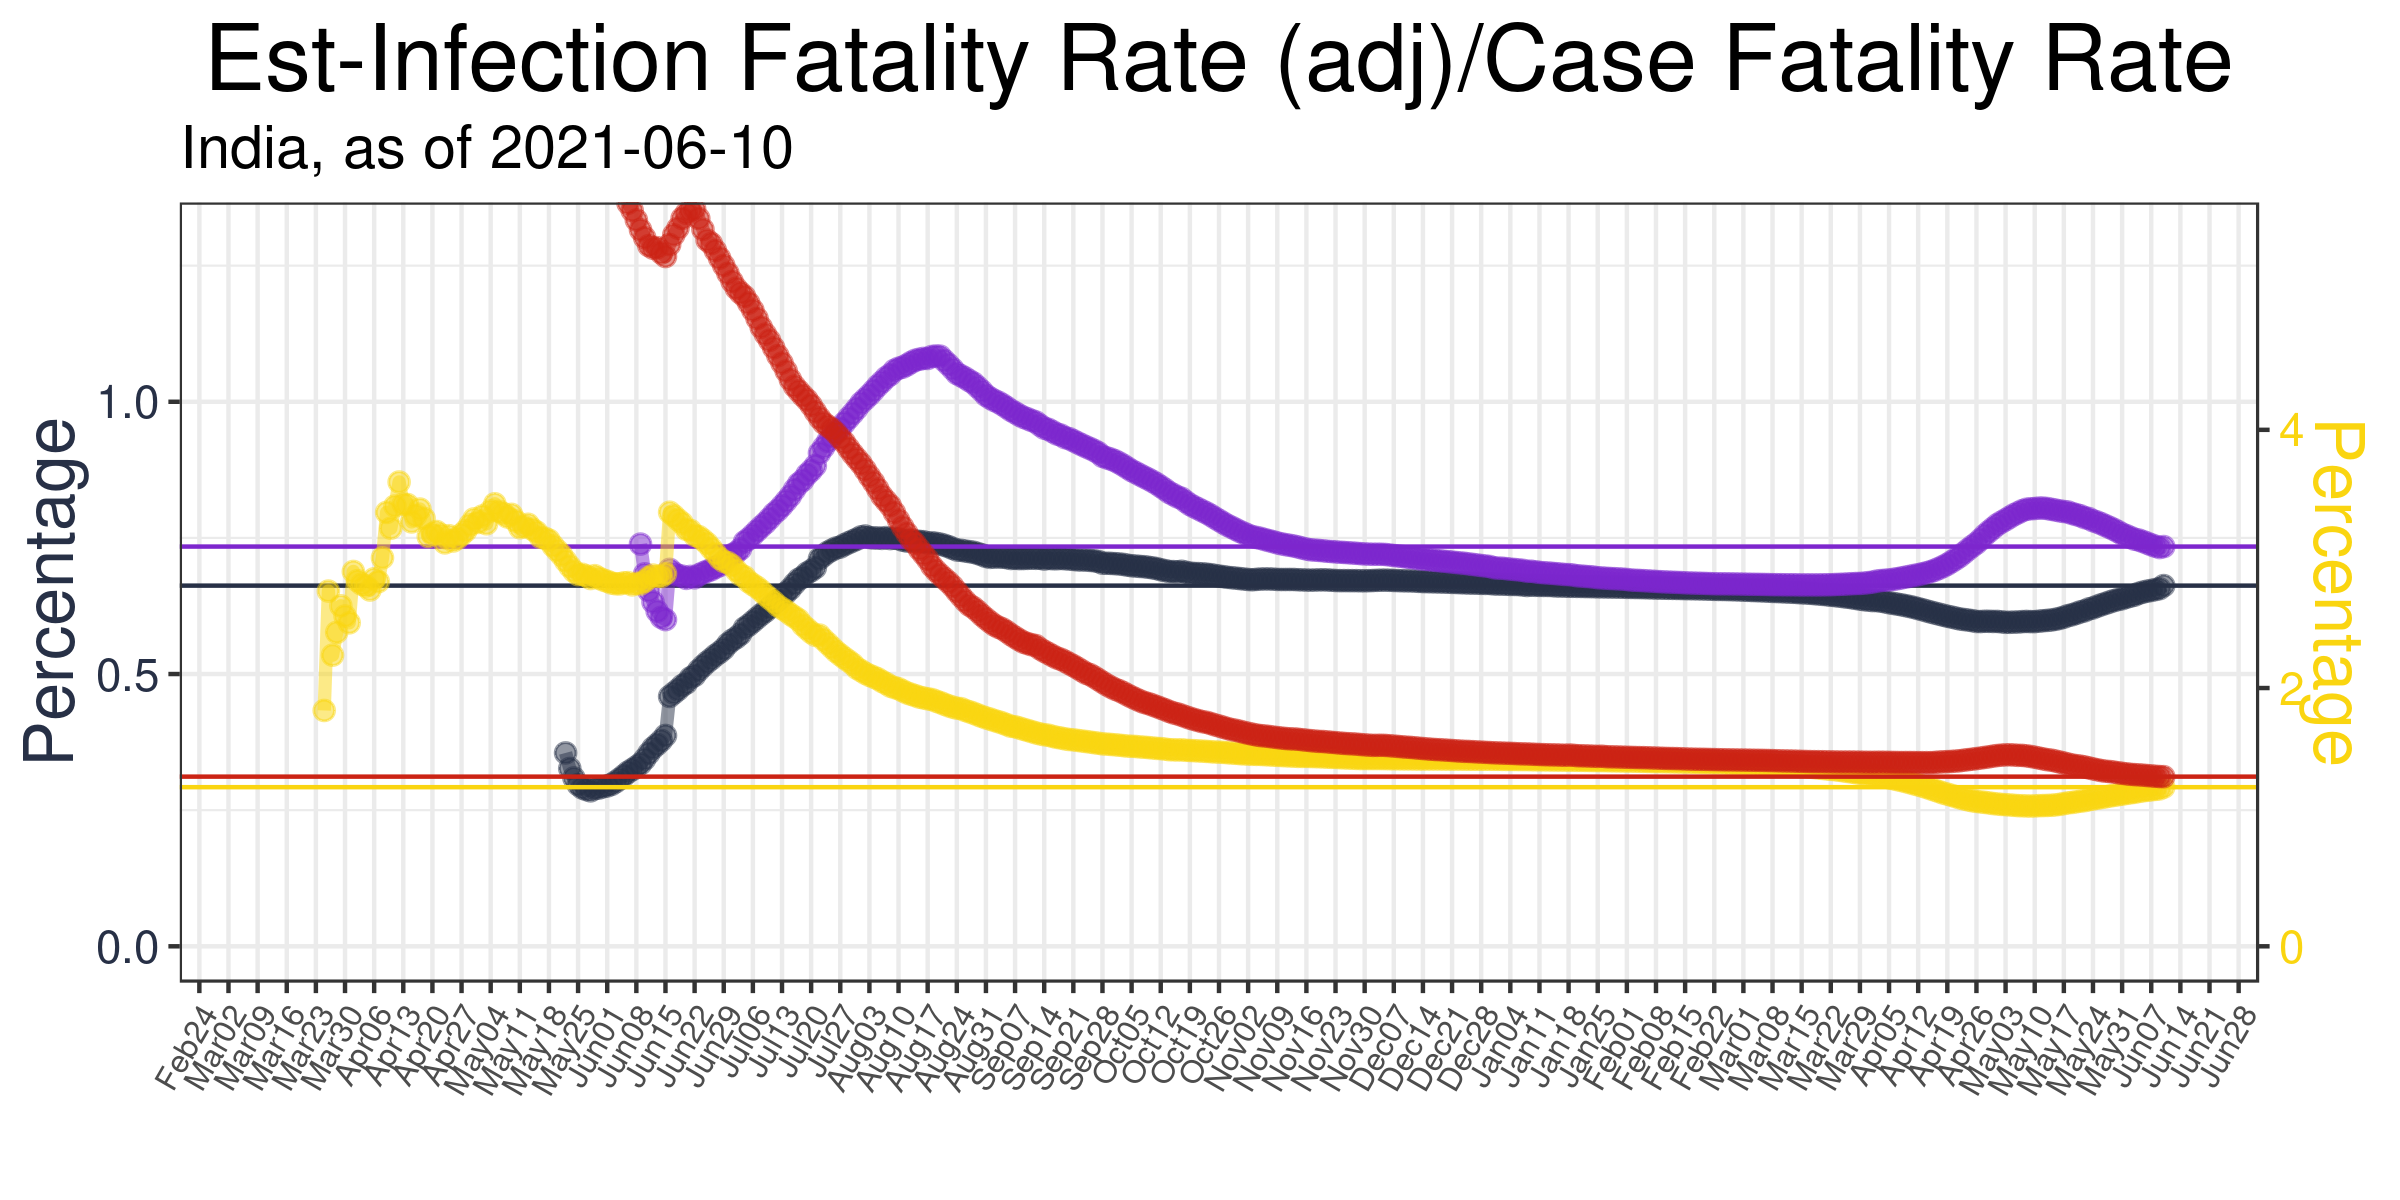 Est-Infection Fatality Rate (adj)/Case Fatality Rate
India, as of 2021-06-10
Percentage
1.0
0.5
0.0
4
2
0
Percentage
Feb24
Mar02
Mar09
Mar16
Mar23
Mar30
Apr06
Apr13
Apr20
Apr27
May04
May11
May18
May25
Jun01
Jun08
Jun15
Jun22
Jun29
Jul06
Jul13
Jul20
Jul27
Aug03
Aug10
Aug17
Aug24
Aug31
Sep07
Sep14
Sep21
Sep28
Oct05
Oct12
Oct19
Oct26
Nov02
Nov09
Nov16
Nov23
Nov30
Dec07
Dec14
Dec21
Dec28
Jan04
Jan11
Jan18
Jan25
Feb01
Feb08
Feb15
Feb22
Mar01
Mar08
Mar15
Mar22
Mar29
Apr05
Apr12
Apr19
Apr26
May03
May10
May17
May24
May31
Jun07
Jun14
Jun21
Jun28